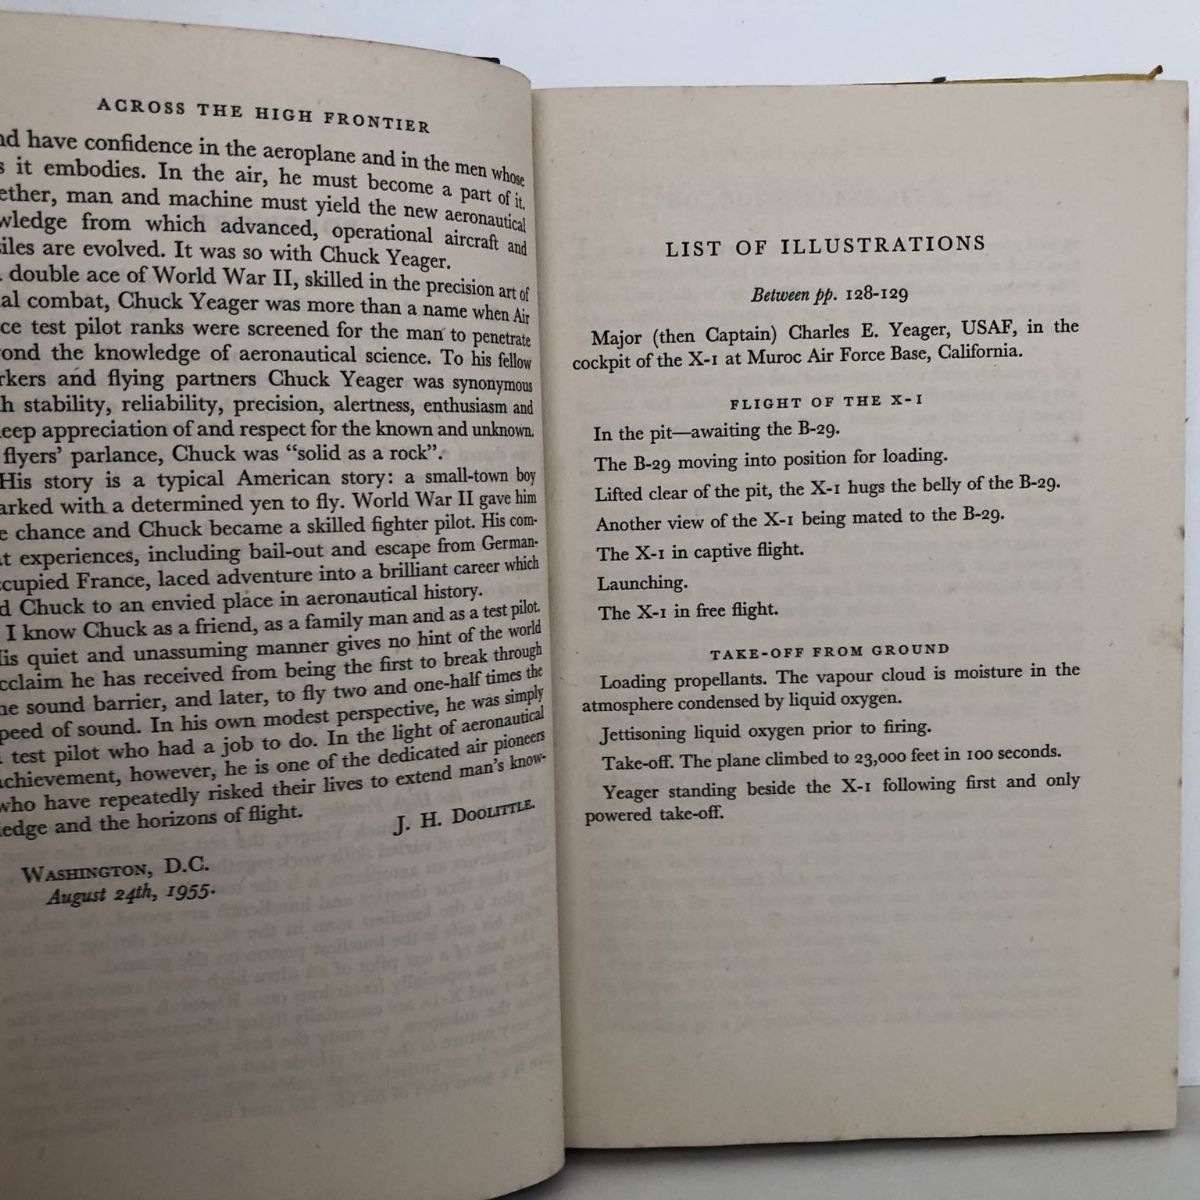 ACROSS THE HIGH FRONTIER
have confidence in the aeroplane and in the men whose
it embodies. In the air, he must become a part of it.
man and machine must yield the new aeronautical
from which advanced, operational aircraft and
are evolved. It was so with Chuck Yeager.
double ace of World War II, skilled in the precision art of
combat, Chuck Yeager was more than a name when Air
test pilot ranks were screened for the man to penetrate
the knowledge of aeronautical science. To his fellow
and flying partners Chuck Yeager was synonymous
stability, reliability, precision, alertness, enthusiasm and
appreciation of and respect for the known and unknown.
flyers' parlance, Chuck was "solid as a rock".
His story is a typical American story: a small-town boy
with a determined yen to fly. World War II gave him
chance and Chuck became a skilled fighter pilot. His com-
experiences, including bail-out and escape from German-
France, laced adventure into a brilliant career which
Chuck to an envied place in aeronautical history.
I know Chuck as a friend, as a family man and as a test pilot.
quiet and unassuming manner gives no hint of the world
he has received from being the first to break through
sound barrier, and later, to fly two and one-half times the
of sound. In his own modest perspective, he was simply
test pilot who had a job to do. In the light of aeronautical
however, he is one of the dedicated air pioneers
who have repeatedly risked their lives to extend man's know-
ledge and the horizons of flight.
J. H. DOOLITTLE.
WASHINGTON, D.C.
August 24th, 1955.
LIST OF ILLUSTRATIONS
Between pp. 128-129
Major (then Captain) Charles E. Yeager, USAF, in the
cockpit of the X-1 at Muroc Air Force Base, California.
FLIGHT OF THE X-1
In the pit—awaiting the B-29.
The B-29 moving into position for loading.
Lifted clear of the pit, the X-1 hugs the belly of the B-29.
Another view of the X-1 being mated to the B-29.
The X-1 in captive flight.
Launching.
The X-1 in free flight.
TAKE-OFF FROM GROUND
Loading propellants. The vapour cloud is moisture in the
atmosphere condensed by liquid oxygen.
Jettisoning liquid oxygen prior to firing.
Take-off. The plane climbed to 23,000 feet in 100 seconds.
Yeager standing beside the X-1 following first and only
powered take-off.